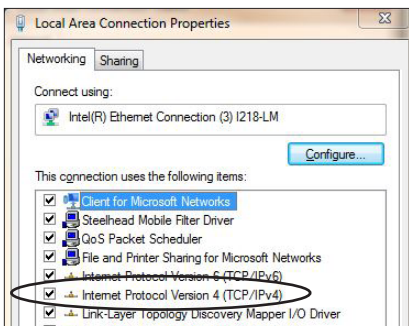 Local Area Connection Properties
Networking Sharing
Connect using:
Intel(R) Ethernet Connection (3) I218-LM
Configure...
This connection uses the following items:
Client for Microsoft Networks
Steelhead Mobile Filter Driver
QoS Packet Scheduler
File and Printer Sharing for Microsoft Networks
Internet Protocol Version 6 (TCP/IPv6)
Internet Protocol Version 4 (TCP/IPv4)
Link-Layer Topology Discovery Mapper I/O Driver